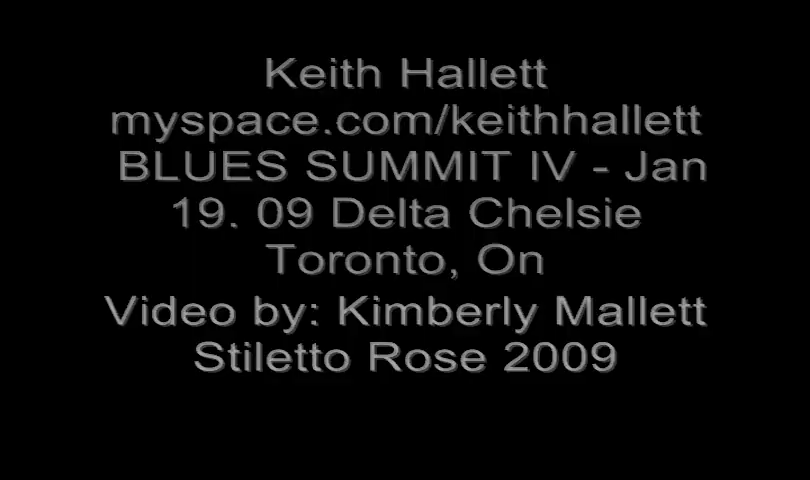 Keith Hallett
myspace.com/keithhallett
BLUES SUMMIT IV - Jan
19. 09 Delta Chelsie
Toronto, On
Video by: Kimberly Mallett
Stiletto Rose 2009